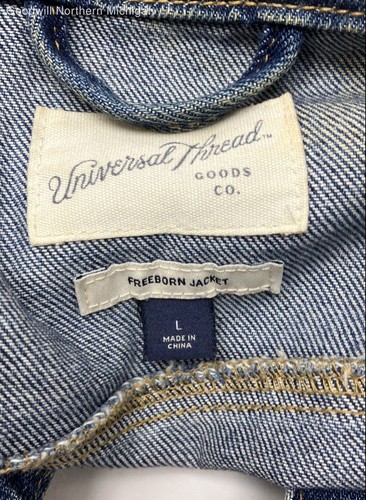 Goodwill Northern Michigan
Universal Thread™
GOODS
CO.
FREEBORN JACKET
L
MADE IN
CHINA